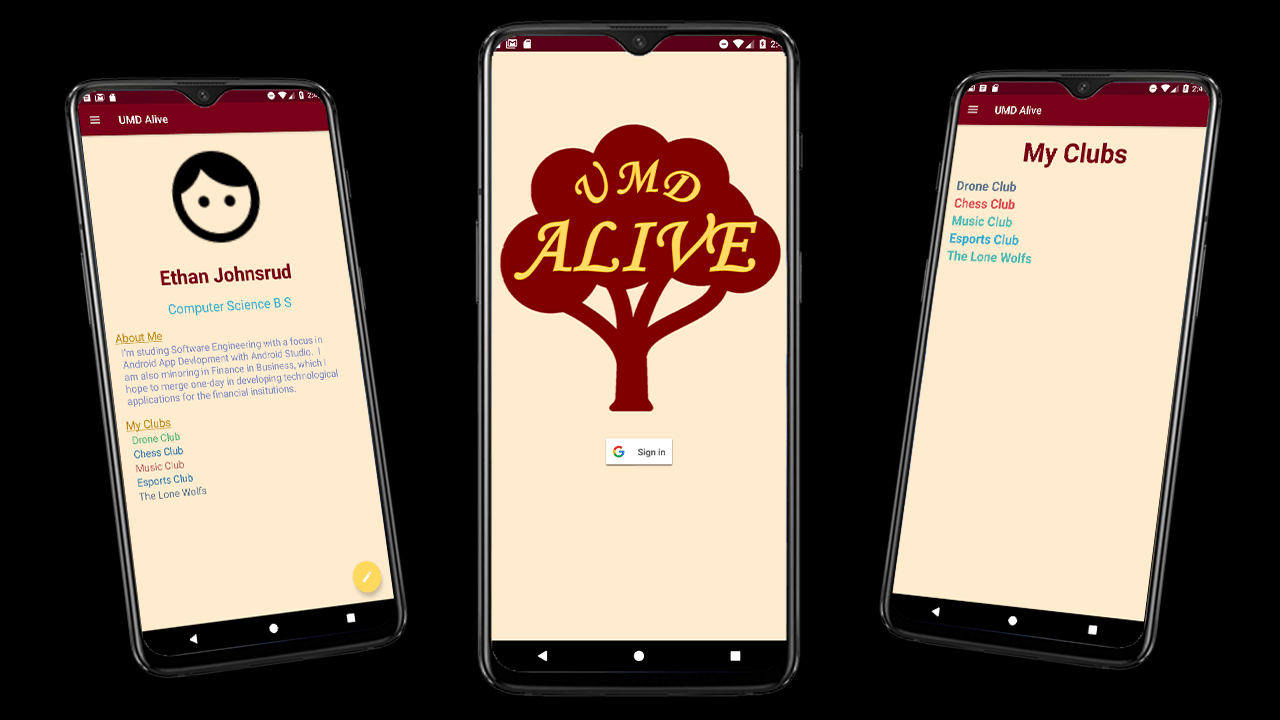 UMD Alive
Ethan Johnsrud
Computer Science B S
About Me
I'm studing Software Engineering with a focus in
Android App Devlopment with Android Studio. I
am also minoring in Finance in Business, which I
hope to merge one-day in developing technological
applications for the financial insitutions.
My Clubs
Drone Club
Chess Club
Music Club
Esports Club
The Lone Wolfs
UMD
ALIVE
Sign in
UMD Alive
My Clubs
Drone Club
Chess Club
Music Club
Esports Club
The Lone Wolfs